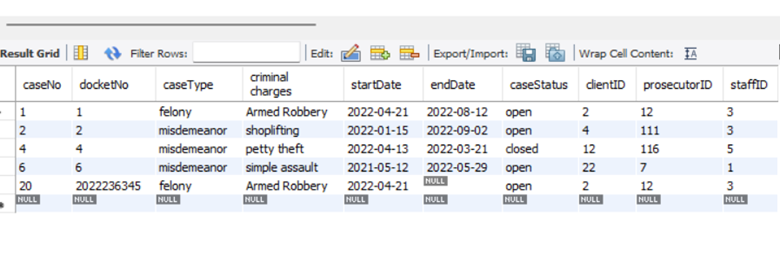 Result Grid Filter Rows: Edit: Export/Import: Wrap Cell Content: IA
caseNo docketNo caseType criminal charges startDate endDate caseStatus clientID prosecutorID staffID
1 1 felony Armed Robbery 2022-04-21 2022-08-12 open 2 12 3
2 2 misdemeanor shoplifting 2022-01-15 2022-09-02 open 4 111 3
4 4 misdemeanor petty theft 2022-04-13 2022-03-21 closed 12 116 5
6 6 misdemeanor simple assault 2021-05-12 2022-05-29 open 22 7 1
20 2022236345 felony Armed Robbery 2022-04-21 NULL open 2 12 3
NULL NULL NULL NULL NULL NULL NULL NULL NULL NULL